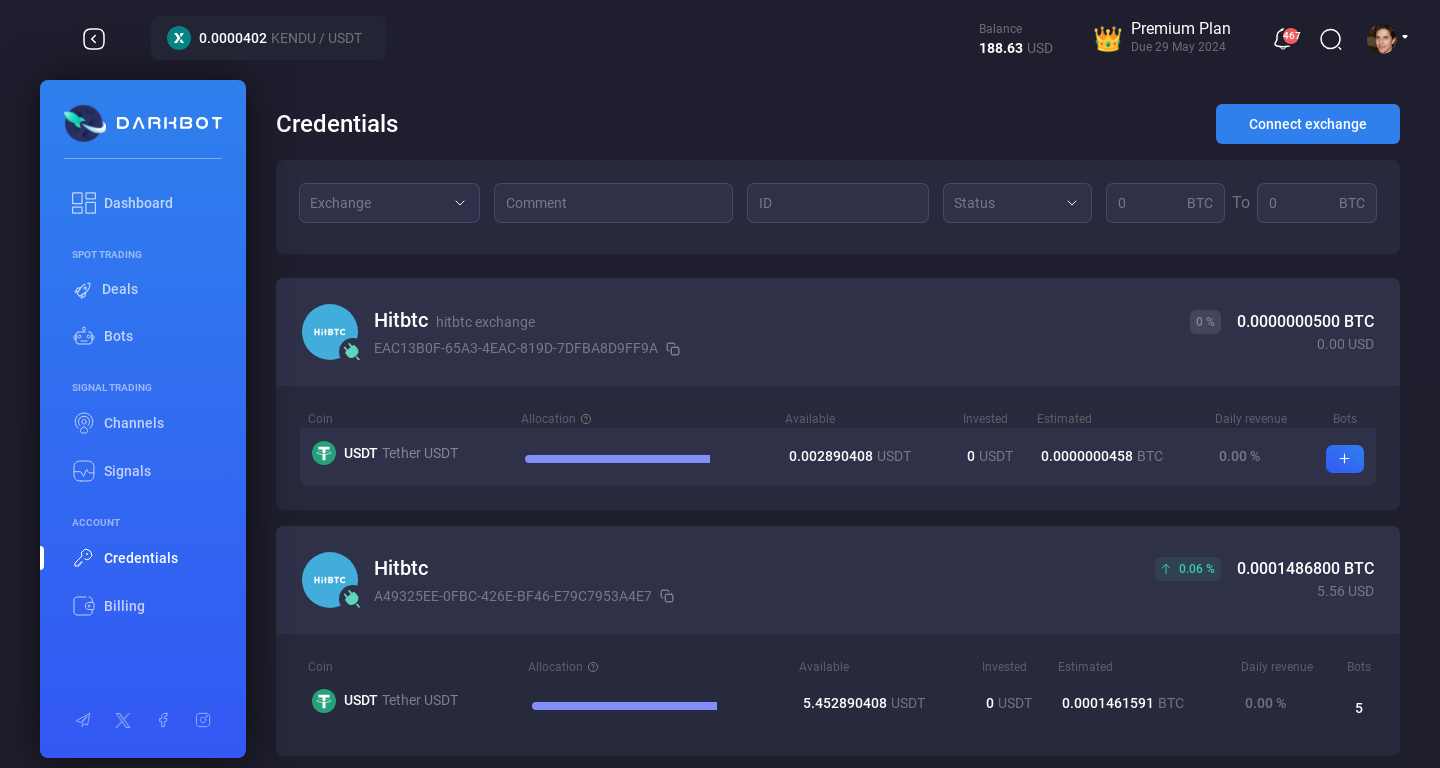 0.0000402 KENDU / USDT
Balance
188.63 USD
Premium Plan
Due 29 May 2024
467
DARKBOT
Dashboard
SPOT TRADING
Deals
Bots
SIGNAL TRADING
Channels
Signals
ACCOUNT
Credentials
Billing
Credentials
Connect exchange
Exchange
Comment
ID
Status
0 BTC To 0 BTC
HitBTC
Hitbtc hitbtc exchange
EAC13B0F-65A3-4EAC-819D-7DFBA8D9FF9A
0 % 0.0000000500 BTC
0.00 USD
Coin Allocation Available Invested Estimated Daily revenue Bots
USDT Tether USDT 0.002890408 USDT 0 USDT 0.0000000458 BTC 0.00 % +
HitBTC
Hitbtc
A49325EE-0FBC-426E-BF46-E79C7953A4E7
0.06 % 0.0001486800 BTC
5.56 USD
Coin Allocation Available Invested Estimated Daily revenue Bots
USDT Tether USDT 5.452890408 USDT 0 USDT 0.0001461591 BTC 0.00 % 5